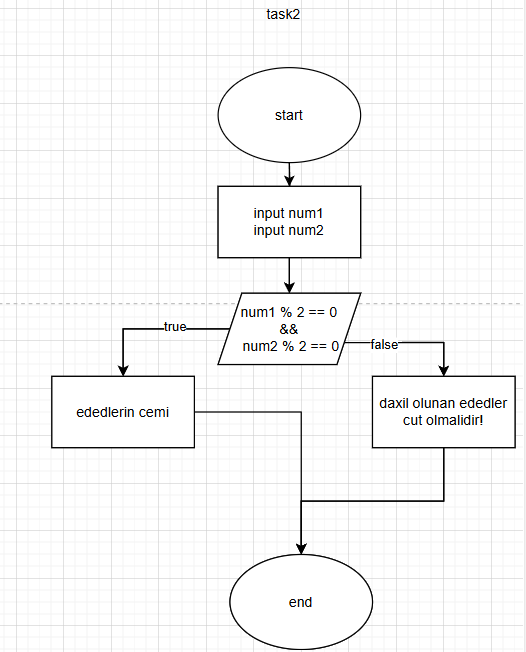 task2
start
input num1
input num2
num1 % 2 == 0
&&
num2 % 2 == 0
true
false
ededlerin cemi
daxil olunan ededler
cut olmalidir!
end